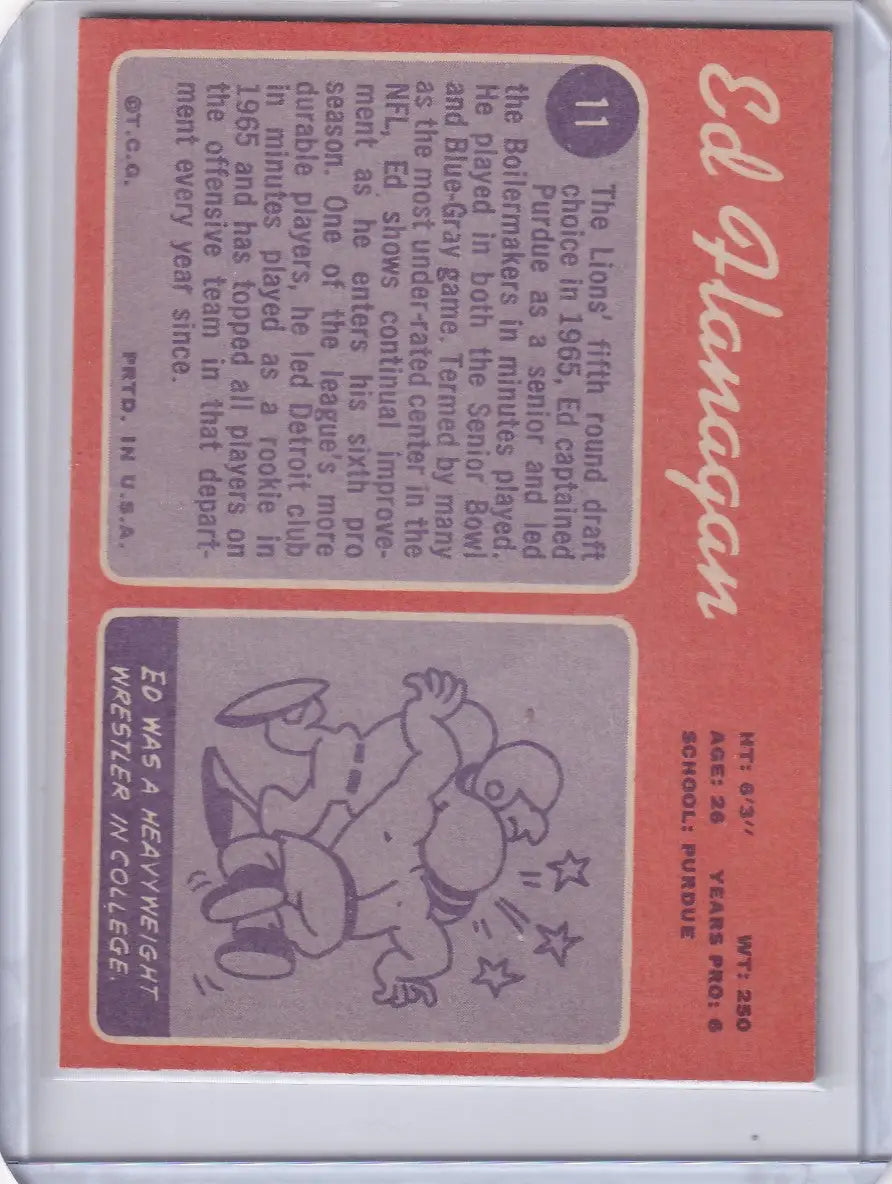 Ed Flanagan
HT: 6'3" WT: 250
AGE: 26 YEARS PRO: 6
SCHOOL: PURDUE
11
The Lions' fifth round draft
choice in 1965, Ed captained
Purdue as a senior and led
the Boilermakers in minutes played.
He played in both the Senior Bowl
and Blue-Gray game. Termed by many
as the most under-rated center in the
NFL, Ed shows continual improve-
ment as he enters his sixth pro
season. One of the league's more
durable players, he led Detroit club
in minutes played as a rookie in
1965 and has topped all players on
the offensive team in that depart-
ment every year since.
©T.C.G. PRTD. IN U.S.A.
ED WAS A HEAVYWEIGHT
WRESTLER IN COLLEGE.